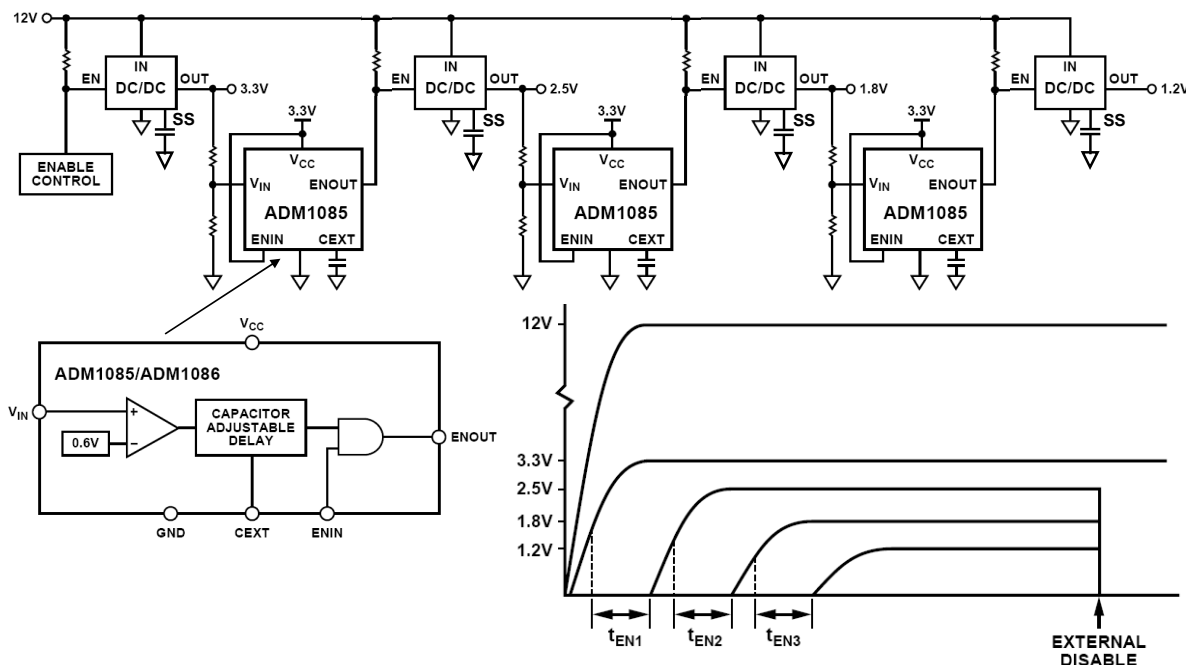 12V
IN
EN
DC/DC
OUT
3.3V
SS
ENABLE
CONTROL
3.3V
VCC
VIN
ENOUT
ADM1085
ENIN
CEXT
IN
EN
DC/DC
OUT
2.5V
SS
3.3V
VCC
VIN
ENOUT
ADM1085
ENIN
CEXT
IN
EN
DC/DC
OUT
1.8V
SS
3.3V
VCC
VIN
ENOUT
ADM1085
ENIN
CEXT
IN
EN
DC/DC
OUT
1.2V
SS
VCC
ADM1085/ADM1086
VIN
0.6V
+
−
CAPACITOR
ADJUSTABLE
DELAY
ENOUT
GND
CEXT
ENIN
12V
3.3V
2.5V
1.8V
1.2V
tEN1
tEN2
tEN3
EXTERNAL
DISABLE